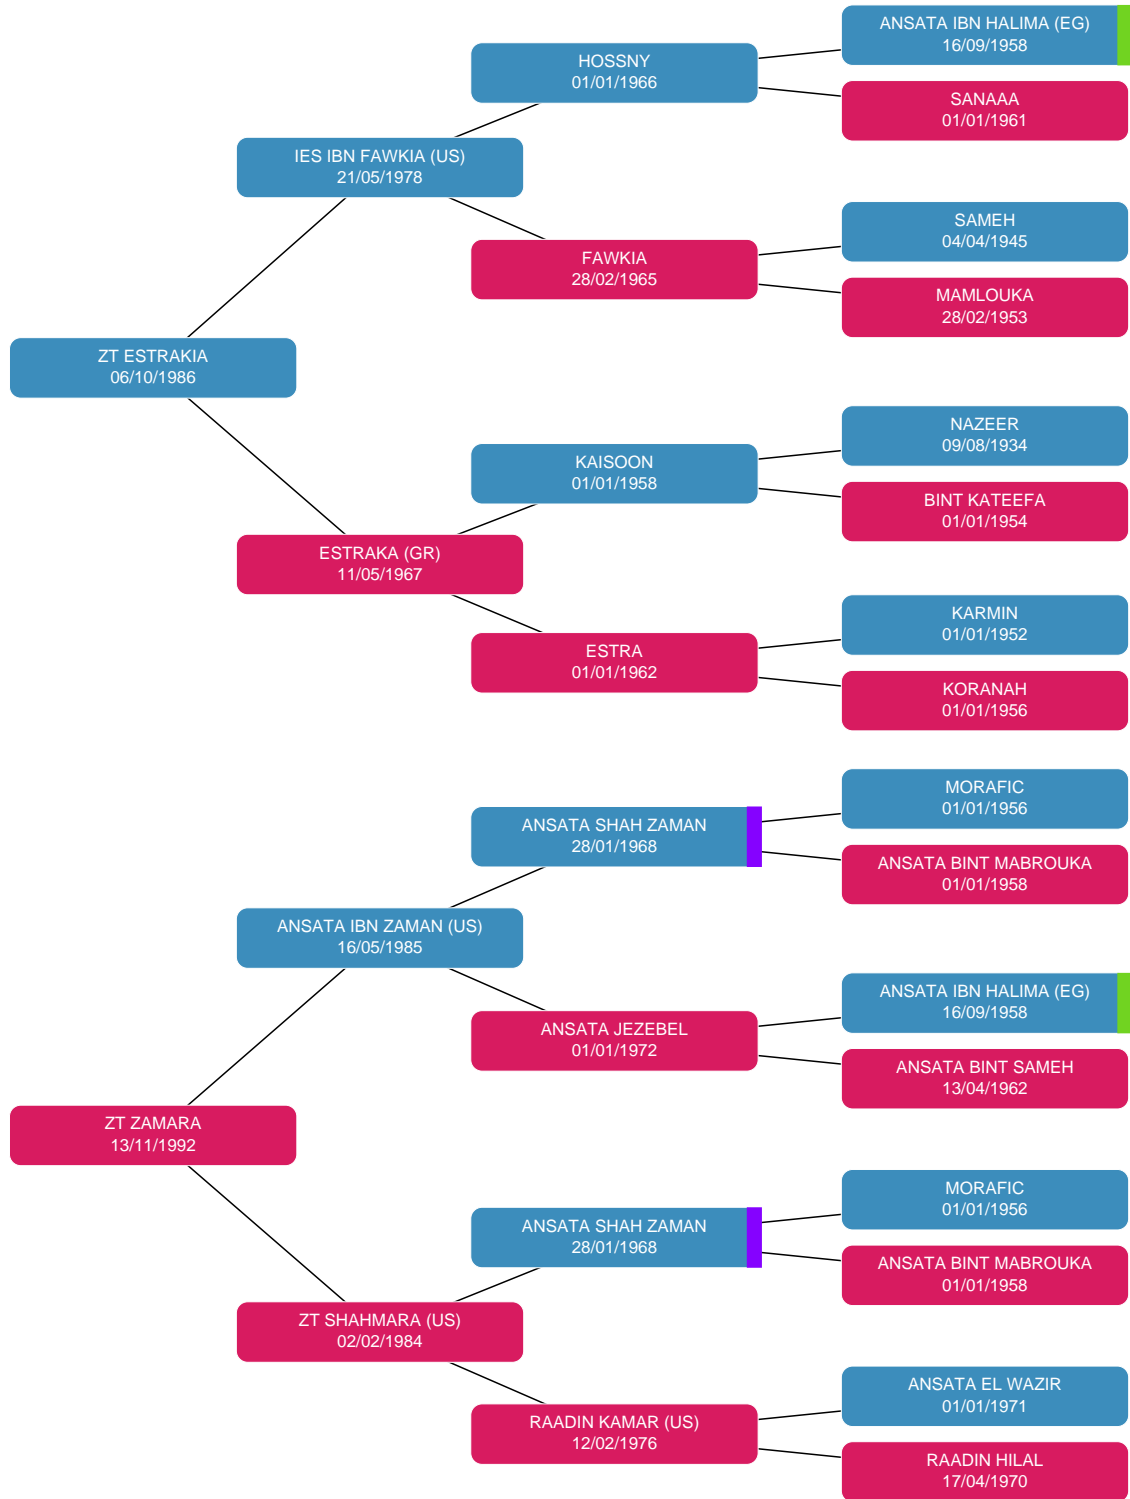 ANSATA IBN HALIMA (EG)
16/09/1958
HOSSNY
01/01/1966
SANAAA
01/01/1961
IES IBN FAWKIA (US)
21/05/1978
SAMEH
04/04/1945
FAWKIA
28/02/1965
MAMLOUKA
28/02/1953
ZT ESTRAKIA
06/10/1986
NAZEER
09/08/1934
KAISOON
01/01/1958
BINT KATEEFA
01/01/1954
ESTRAKA (GR)
11/05/1967
KARMIN
01/01/1952
ESTRA
01/01/1962
KORANAH
01/01/1956
MORAFIC
01/01/1956
ANSATA SHAH ZAMAN
28/01/1968
ANSATA BINT MABROUKA
01/01/1958
ANSATA IBN ZAMAN (US)
16/05/1985
ANSATA IBN HALIMA (EG)
16/09/1958
ANSATA JEZEBEL
01/01/1972
ANSATA BINT SAMEH
13/04/1962
ZT ZAMARA
13/11/1992
MORAFIC
01/01/1956
ANSATA SHAH ZAMAN
28/01/1968
ANSATA BINT MABROUKA
01/01/1958
ZT SHAHMARA (US)
02/02/1984
ANSATA EL WAZIR
01/01/1971
RAADIN KAMAR (US)
12/02/1976
RAADIN HILAL
17/04/1970